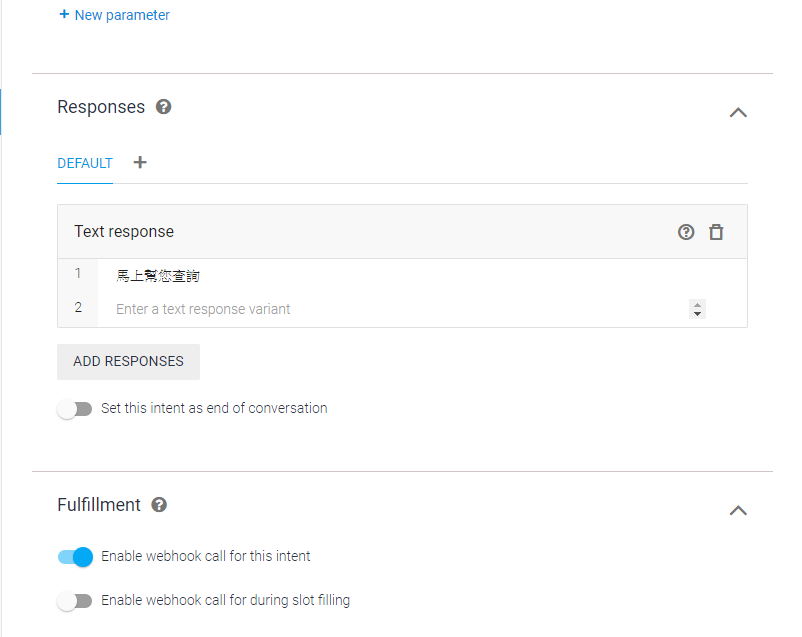 + New parameter
Responses ?
DEFAULT +
Text response ?
1 馬上幫您查詢
2 Enter a text response variant
ADD RESPONSES
Set this intent as end of conversation
Fulfillment ?
Enable webhook call for this intent
Enable webhook call for during slot filling